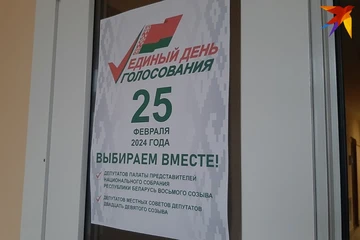 ЕДИНЫЙ ДЕНЬ
ГОЛОСОВАНИЯ
25
ФЕВРАЛЯ
2024 ГОДА
ВЫБИРАЕМ ВМЕСТЕ!
ДЕПУТАТОВ ПАЛАТЫ ПРЕДСТАВИТЕЛЕЙ
НАЦИОНАЛЬНОГО СОБРАНИЯ
РЕСПУБЛИКИ БЕЛАРУСЬ ВОСЬМОГО СОЗЫВА
ДЕПУТАТОВ МЕСТНЫХ СОВЕТОВ ДЕПУТАТОВ
ДВАДЦАТЬ ДЕВЯТОГО СОЗЫВА